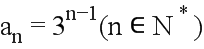 aₙ = 3ⁿ⁻¹(n ∈ N*)